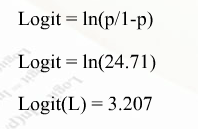 Logit = ln(p/1-p)
Logit = ln(24.71)
Logit(L) = 3.207